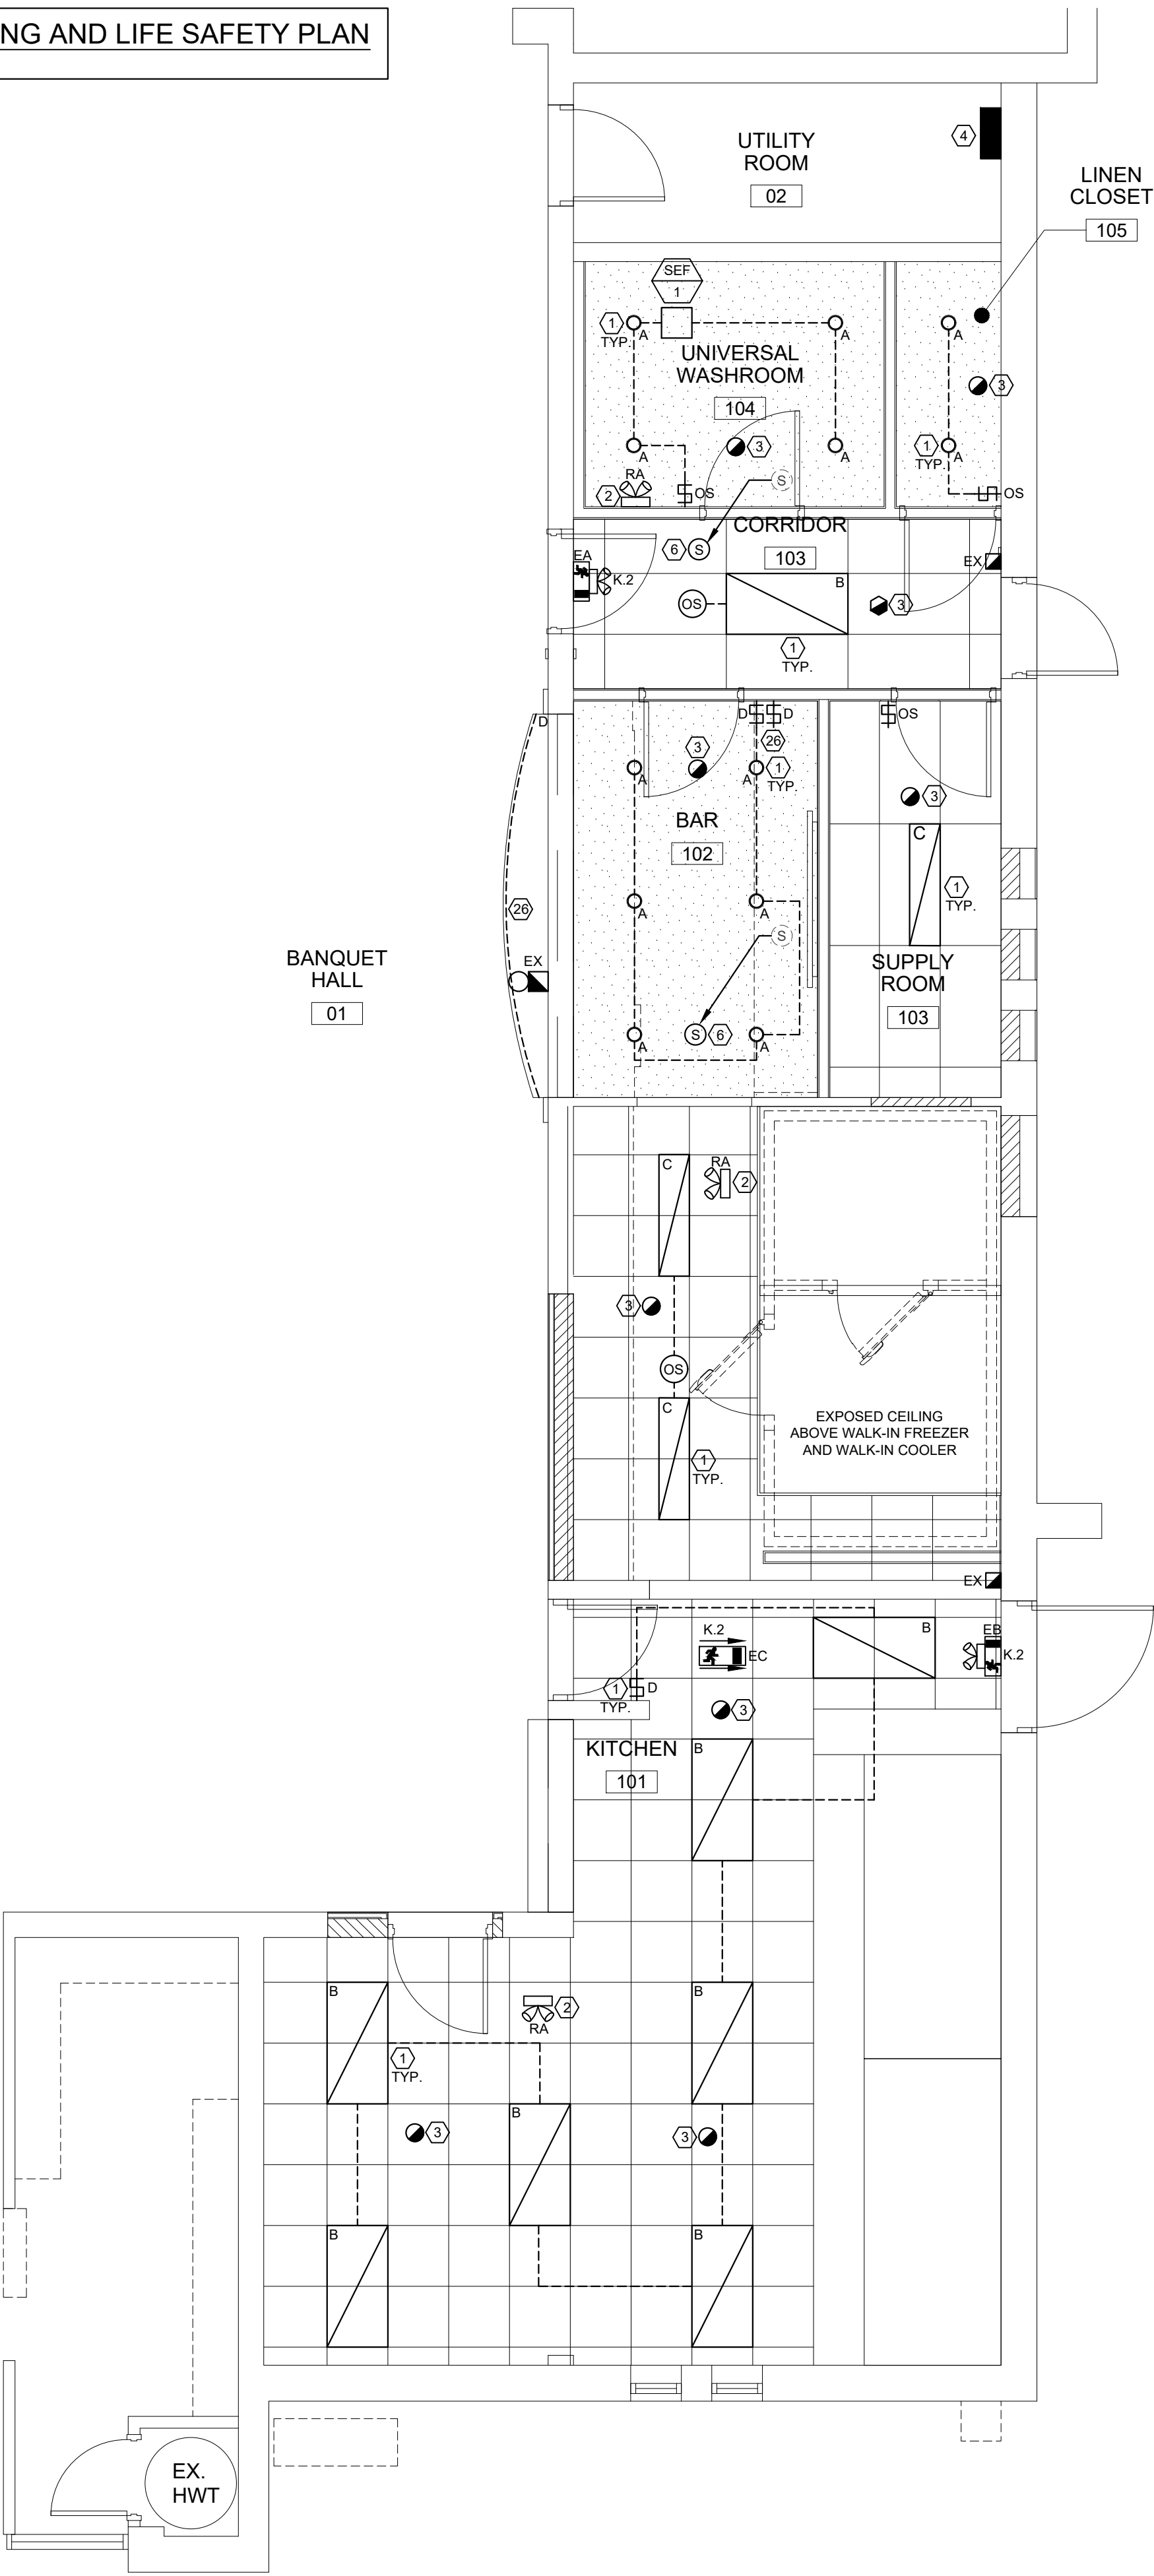 NG AND LIFE SAFETY PLAN
UTILITY
ROOM
02
4
LINEN
CLOSET
105
SEF
1
1
TYP.
A
A
A
UNIVERSAL
WASHROOM
104
3
3
A
A
1
TYP.
A
RA
2
OS
S
OS
CORRIDOR
103
6
S
EA
K.2
EX
B
OS
3
1
TYP.
D
D
D
OS
26
3
1
TYP.
A
A
3
BAR
102
C
1
TYP.
26
A
A
S
BANQUET
HALL
01
EX
SUPPLY
ROOM
103
S
6
A
A
C
RA
2
3
OS
C
1
TYP.
EXPOSED CEILING
ABOVE WALK-IN FREEZER
AND WALK-IN COOLER
EX
K.2
EC
B
EB
K.2
1
TYP.
D
3
KITCHEN
101
B
B
2
RA
B
1
TYP.
B
3
3
B
B
EX.
HWT